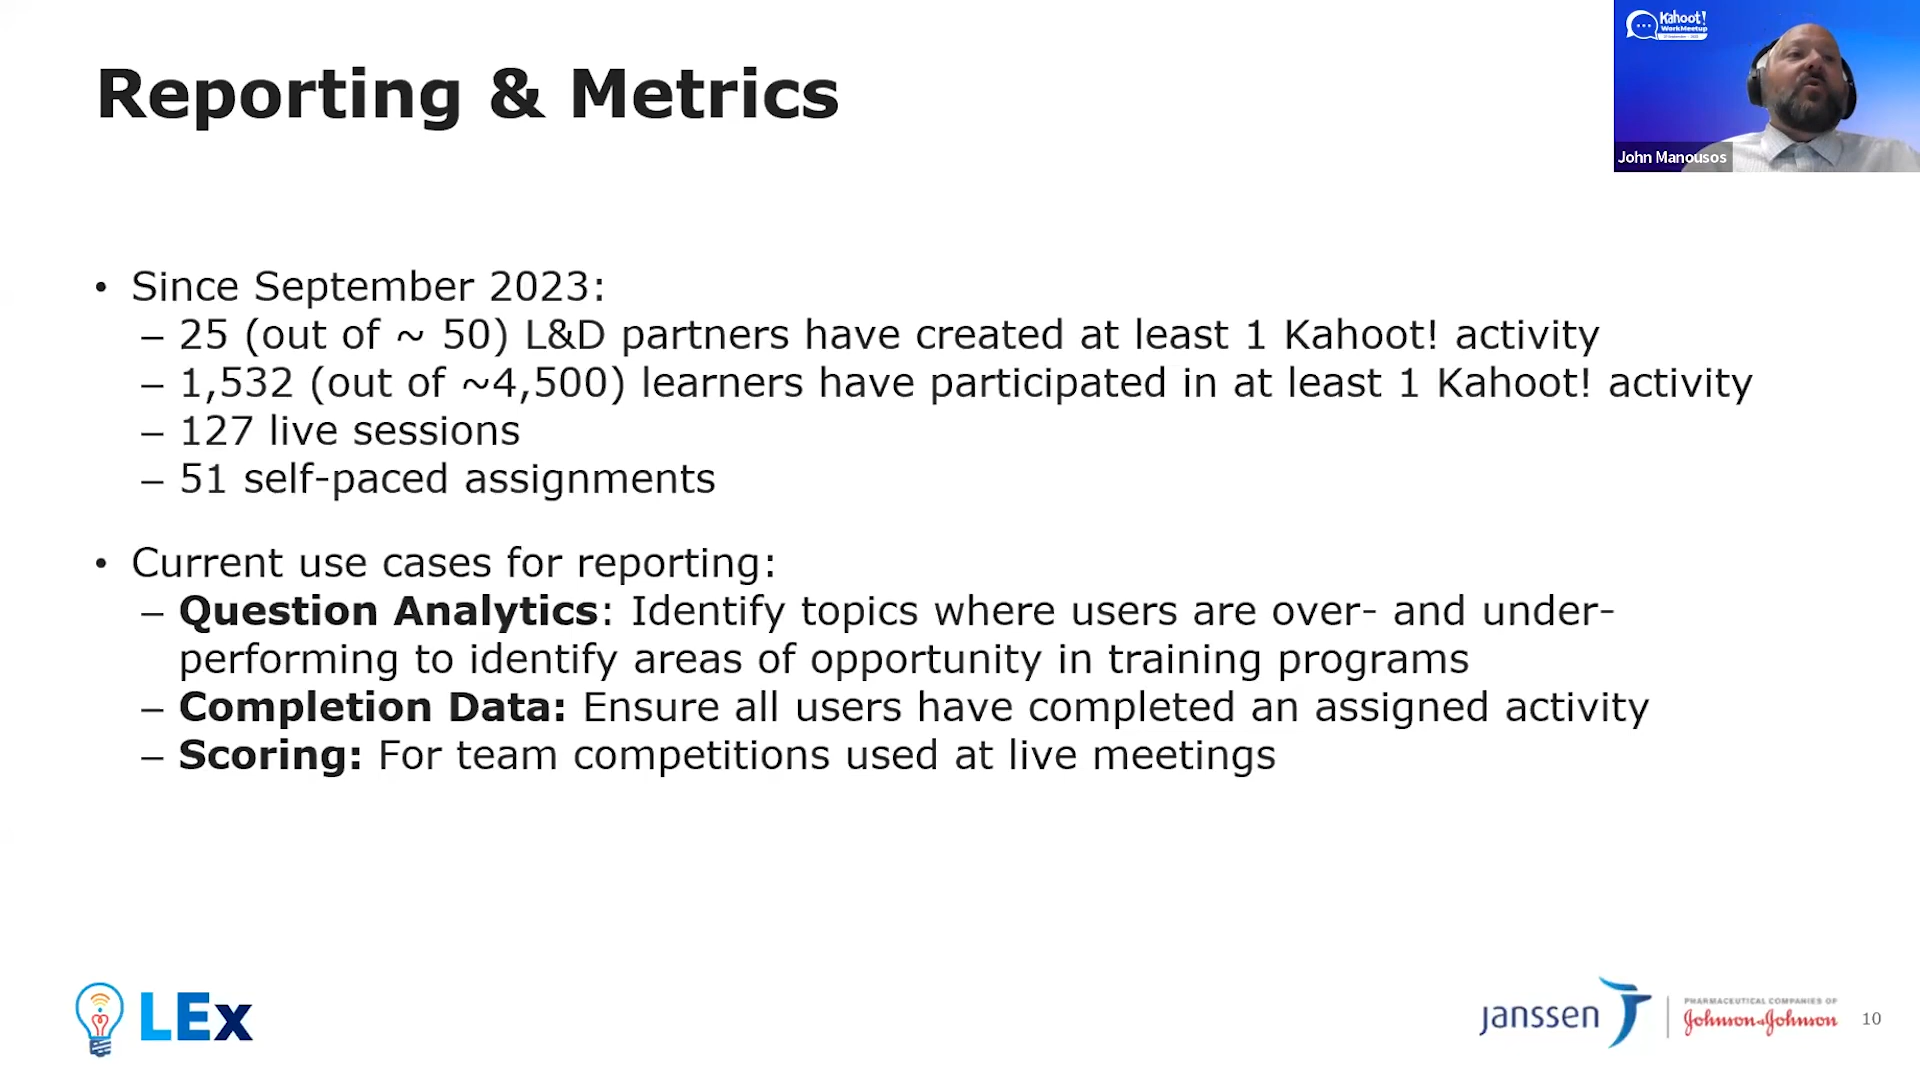 Reporting & Metrics
Kahoot!
WorkMeetup
John Manousos
• Since September 2023:
– 25 (out of ~ 50) L&D partners have created at least 1 Kahoot! activity
– 1,532 (out of ~4,500) learners have participated in at least 1 Kahoot! activity
– 127 live sessions
– 51 self-paced assignments
• Current use cases for reporting:
– Question Analytics: Identify topics where users are over- and under-
performing to identify areas of opportunity in training programs
– Completion Data: Ensure all users have completed an assigned activity
– Scoring: For team competitions used at live meetings
LEx
janssen
PHARMACEUTICAL COMPANIES OF
Johnson & Johnson
10